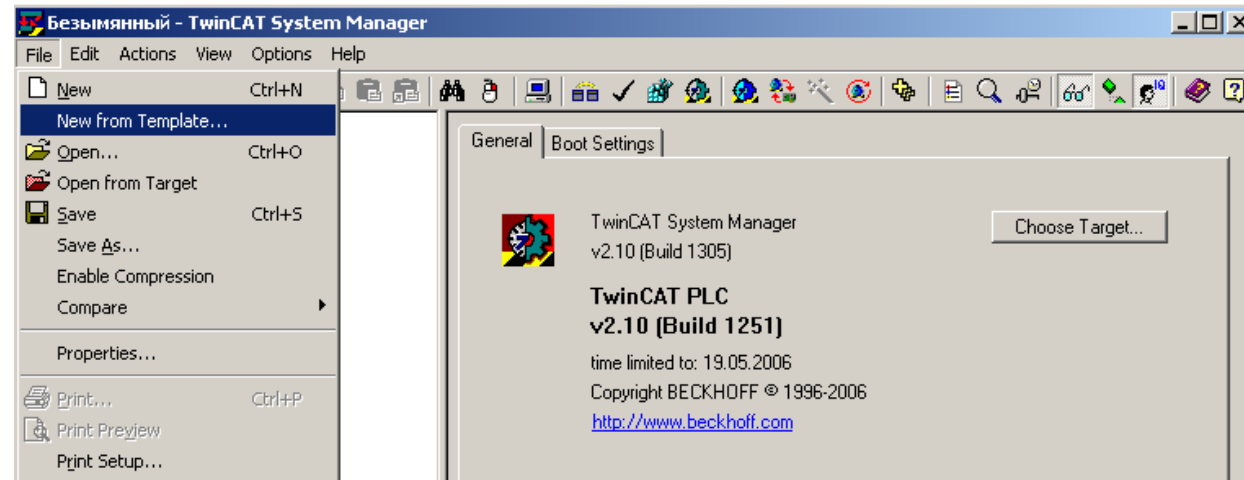 Безымянный - TwinCAT System Manager
File Edit Actions View Options Help
New Ctrl+N
New from Template...
Open... Ctrl+O
Open from Target
Save Ctrl+S
Save As...
Enable Compression
Compare
Properties...
Print... Ctrl+P
Print Preview
Print Setup...
General Boot Settings
TwinCAT System Manager
v2.10 (Build 1305)
Choose Target...
TwinCAT PLC
v2.10 (Build 1251)
time limited to: 19.05.2006
Copyright BECKHOFF © 1996-2006
http://www.beckhoff.com